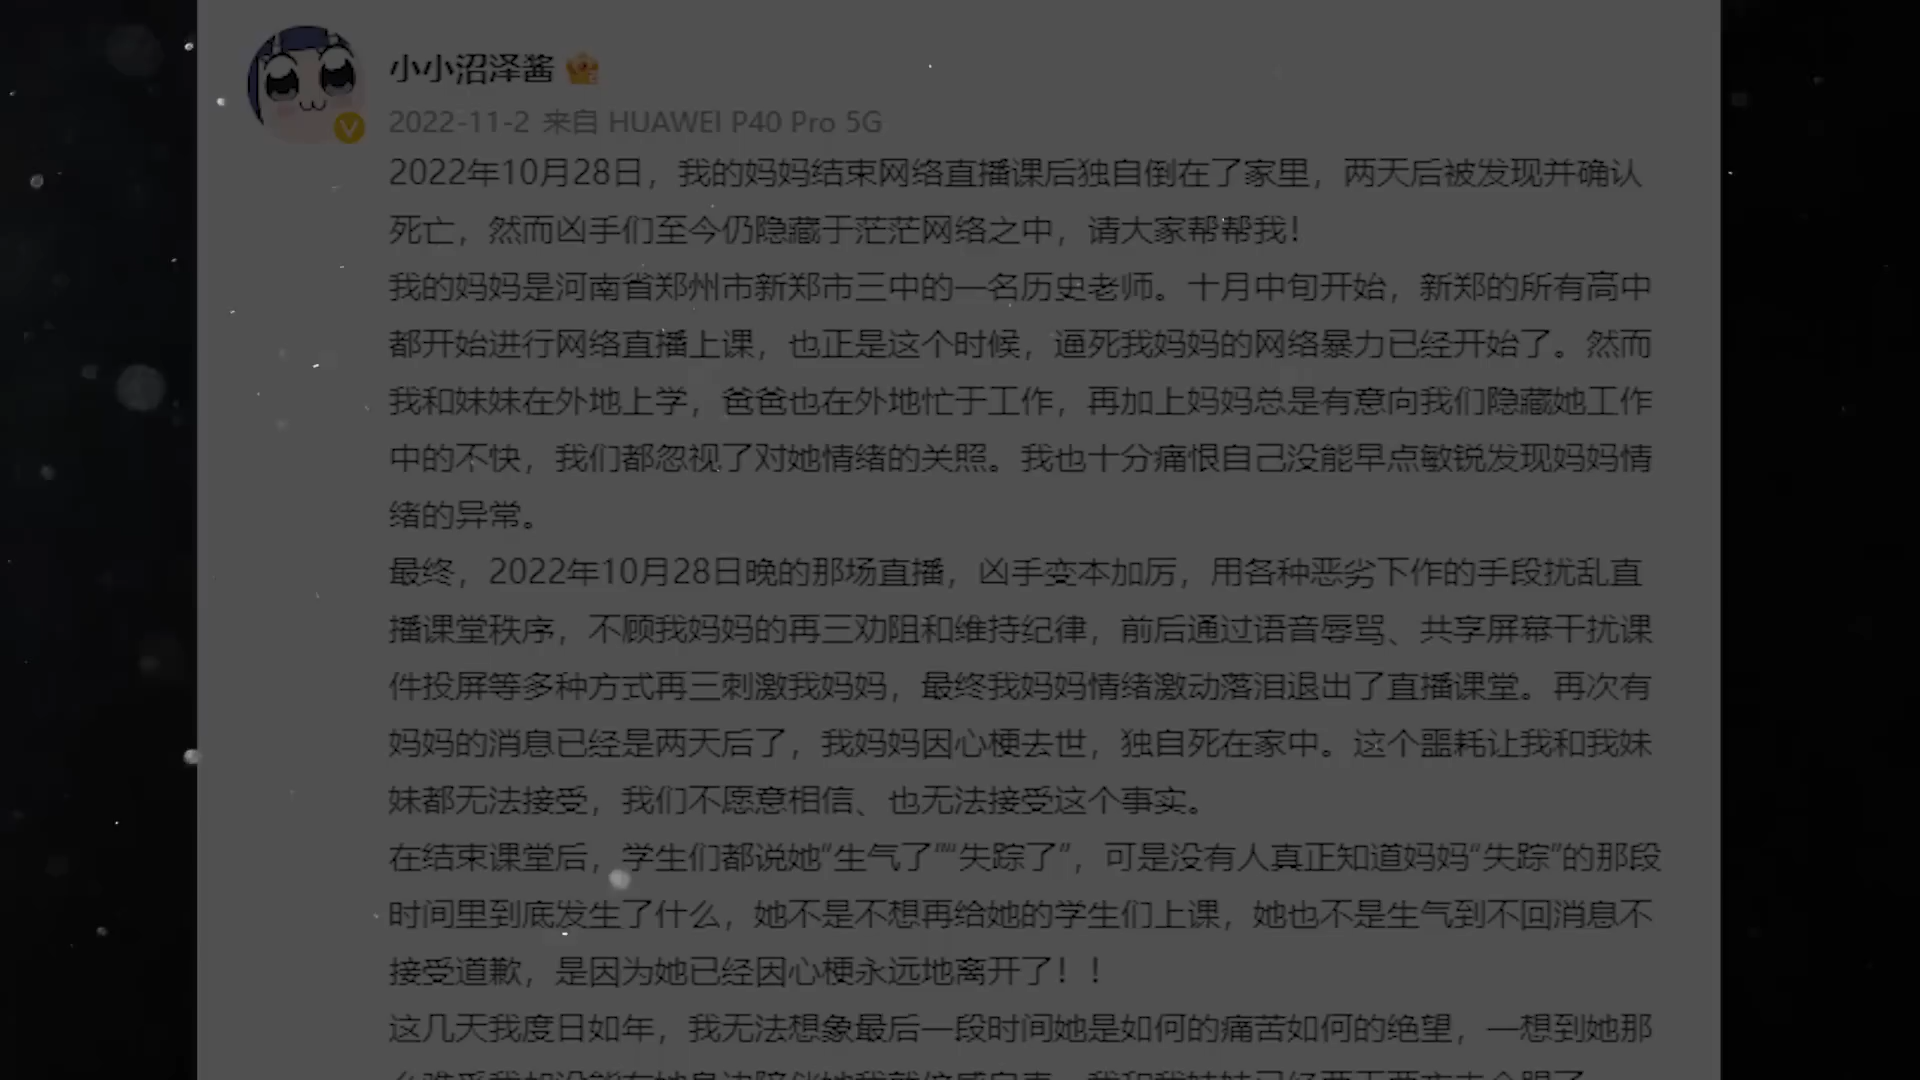 小小沼泽酱
2022-11-2 来自 HUAWEI P40 Pro 5G
2022年10月28日，我的妈妈结束网络直播课后独自倒在了家里，两天后被发现并确认
死亡，然而凶手们至今仍隐藏于茫茫网络之中，请大家帮帮我！
我的妈妈是河南省郑州市新郑市三中的一名历史老师。十月中旬开始，新郑的所有高中
都开始进行网络直播上课，也正是这个时候，逼死我妈妈的网络暴力已经开始了。然而
我和妹妹在外地上学，爸爸也在外地忙于工作，再加上妈妈总是有意向我们隐藏她工作
中的不快，我们都忽视了对她情绪的关照。我也十分痛恨自己没能早点敏锐发现妈妈情
绪的异常。
最终，2022年10月28日晚的那场直播，凶手变本加厉，用各种恶劣下作的手段扰乱直
播课堂秩序，不顾我妈妈的再三劝阻和维持纪律，前后通过语音辱骂、共享屏幕干扰课
件投屏等多种方式再三刺激我妈妈，最终我妈妈情绪激动落泪退出了直播课堂。再次有
妈妈的消息已经是两天后了，我妈妈因心梗去世，独自死在家中。这个噩耗让我和我妹
妹都无法接受，我们不愿意相信、也无法接受这个事实。
在结束课堂后，学生们都说她“生气了”“失踪了”，可是没有人真正知道妈妈“失踪”的那段
时间里到底发生了什么，她不是不想再给她的学生们上课，她也不是生气到不回消息不
接受道歉，是因为她已经因心梗永远地离开了！！
这几天我度日如年，我无法想象最后一段时间她是如何的痛苦如何的绝望，一想到她那